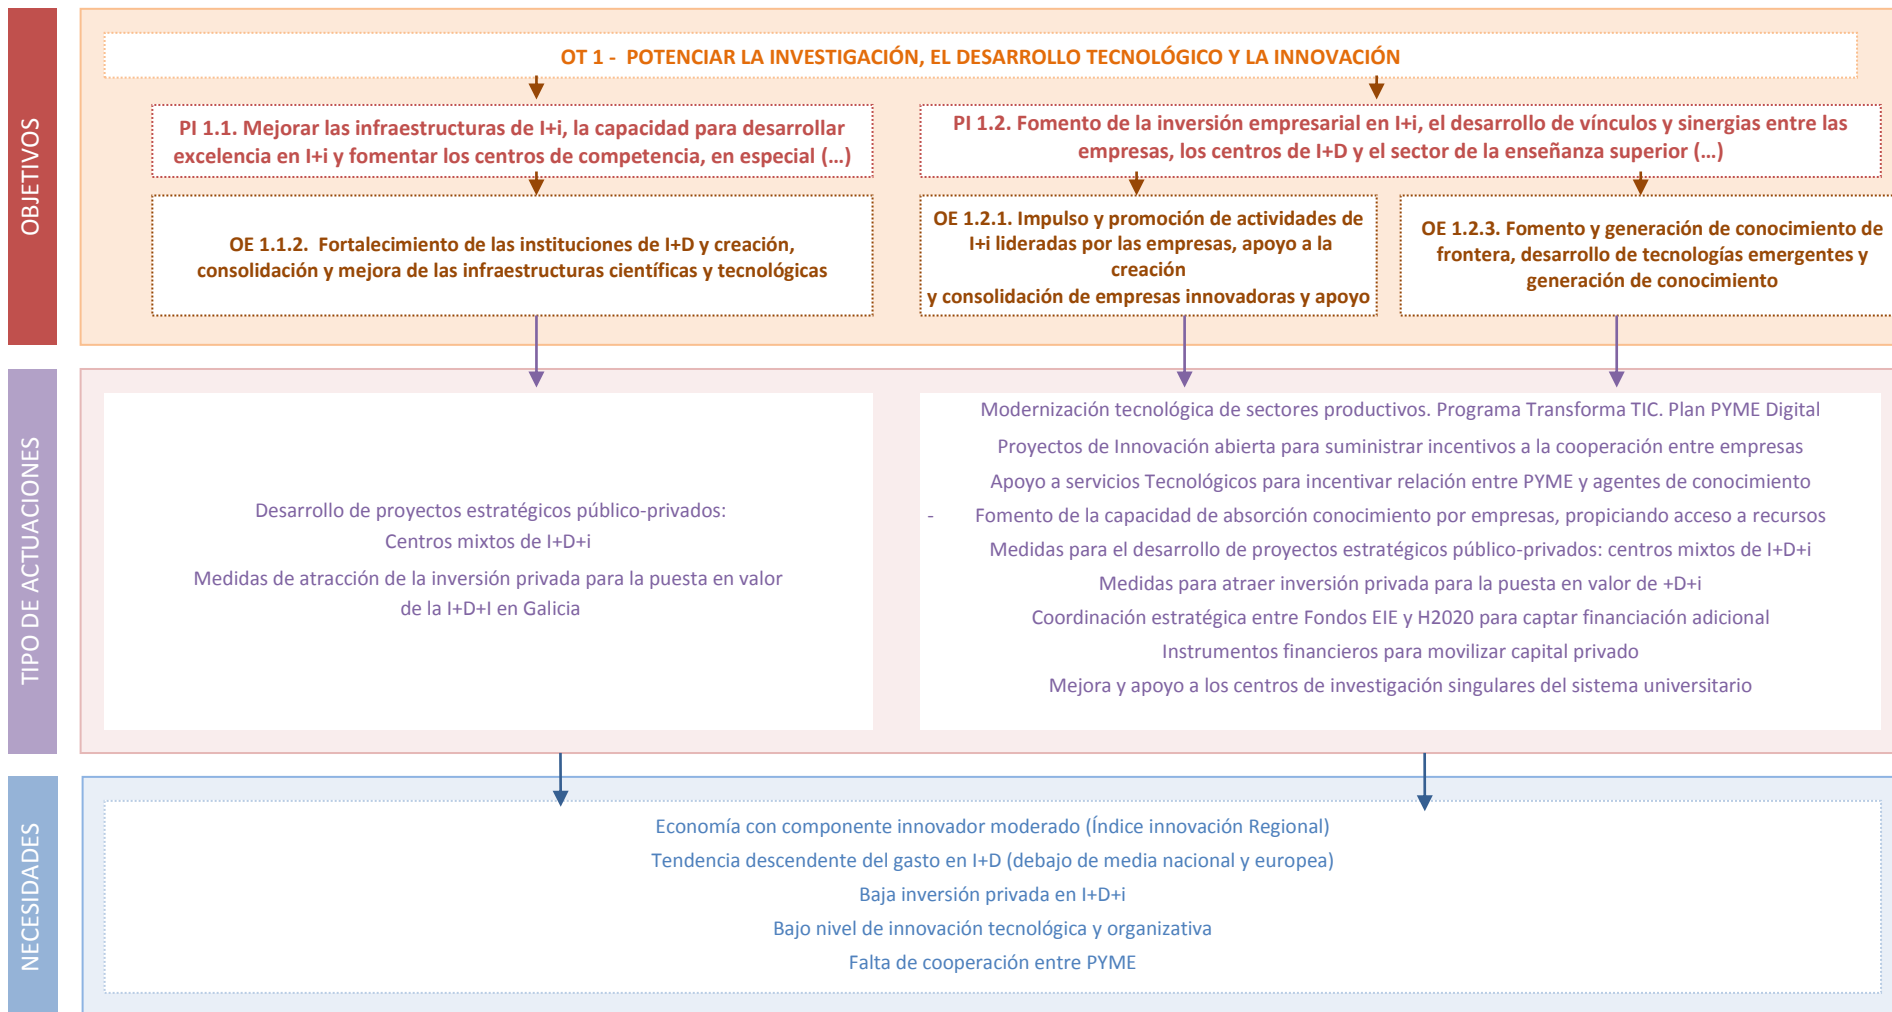 OBJETIVOS
OT 1 - POTENCIAR LA INVESTIGACIÓN, EL DESARROLLO TECNOLÓGICO Y LA INNOVACIÓN
PI 1.1. Mejorar las infraestructuras de I+i, la capacidad para desarrollar
excelencia en I+i y fomentar los centros de competencia, en especial (...)
PI 1.2. Fomento de la inversión empresarial en I+i, el desarrollo de vínculos y sinergias entre las
empresas, los centros de I+D y el sector de la enseñanza superior (...)
OE 1.1.2. Fortalecimiento de las instituciones de I+D y creación,
consolidación y mejora de las infraestructuras científicas y tecnológicas
OE 1.2.1. Impulso y promoción de actividades de
I+i lideradas por las empresas, apoyo a la
creación
y consolidación de empresas innovadoras y apoyo
OE 1.2.3. Fomento y generación de conocimiento de
frontera, desarrollo de tecnologías emergentes y
generación de conocimiento
TIPO DE ACTUACIONES
Desarrollo de proyectos estratégicos público-privados:
Centros mixtos de I+D+i
Medidas de atracción de la inversión privada para la puesta en valor
de la I+D+I en Galicia
Modernización tecnológica de sectores productivos. Programa Transforma TIC. Plan PYME Digital
Proyectos de Innovación abierta para suministrar incentivos a la cooperación entre empresas
Apoyo a servicios Tecnológicos para incentivar relación entre PYME y agentes de conocimiento
- Fomento de la capacidad de absorción conocimiento por empresas, propiciando acceso a recursos
Medidas para el desarrollo de proyectos estratégicos público-privados: centros mixtos de I+D+i
Medidas para atraer inversión privada para la puesta en valor de +D+i
Coordinación estratégica entre Fondos EIE y H2020 para captar financiación adicional
Instrumentos financieros para movilizar capital privado
Mejora y apoyo a los centros de investigación singulares del sistema universitario
NECESIDADES
Economía con componente innovador moderado (Índice innovación Regional)
Tendencia descendente del gasto en I+D (debajo de media nacional y europea)
Baja inversión privada en I+D+i
Bajo nivel de innovación tecnológica y organizativa
Falta de cooperación entre PYME